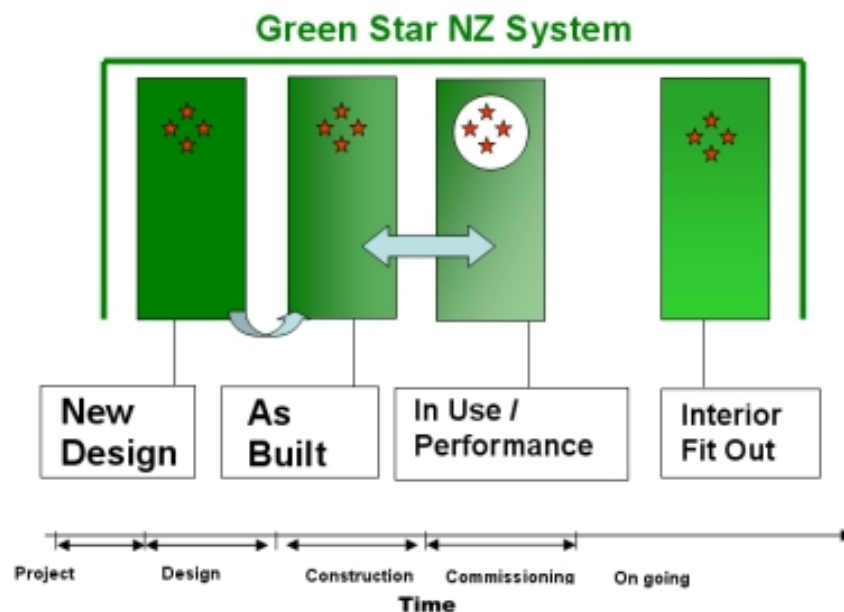 Green Star NZ System
New
Design
As
Built
In Use /
Performance
Interior
Fit Out
Project
Design
Construction
Commissioning
On going
Time